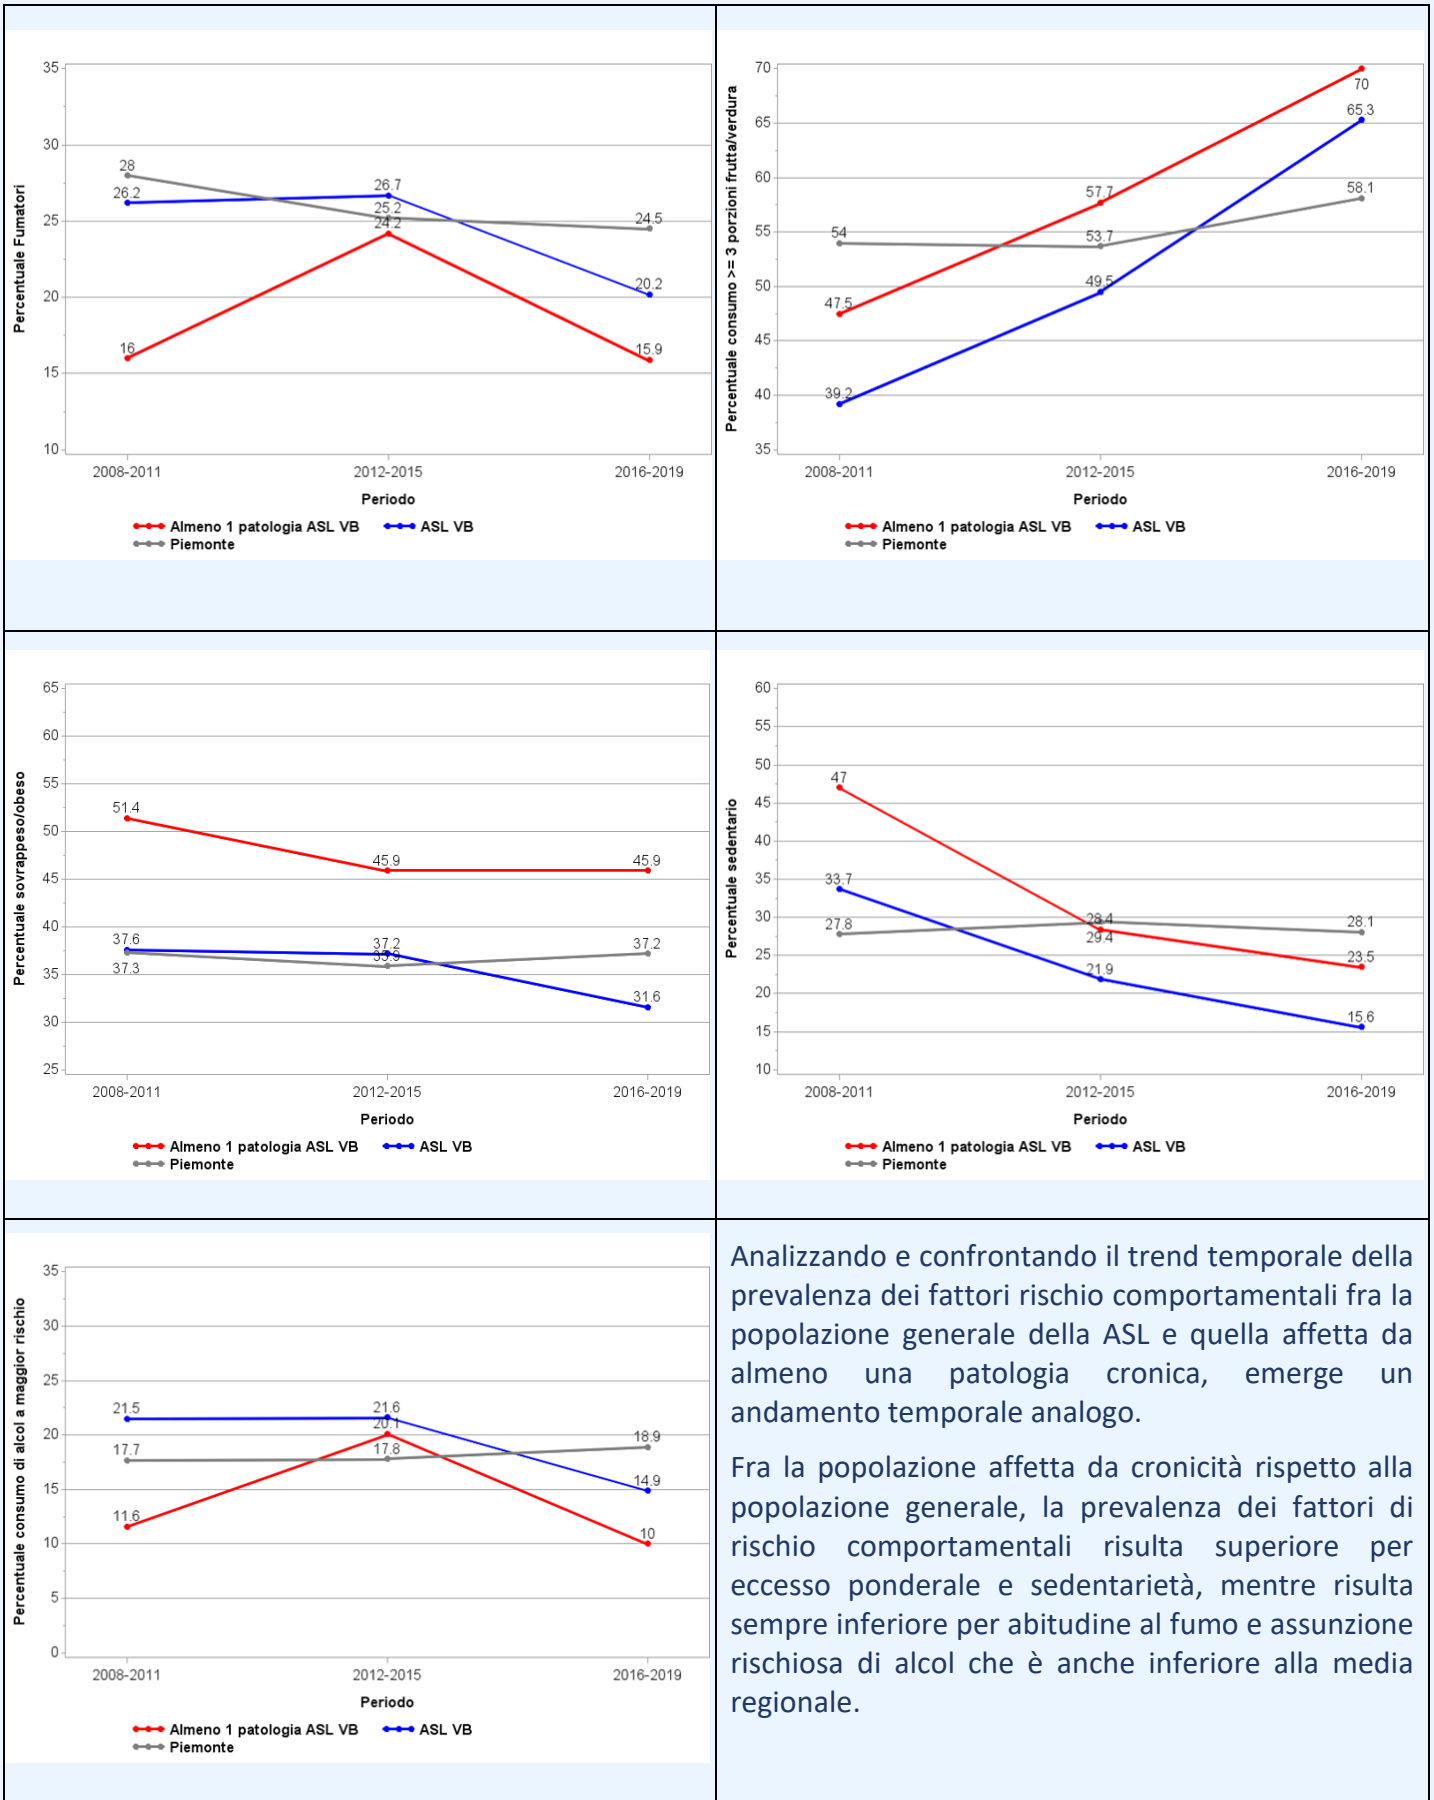 35
30
25
20
15
10
Percentuale Fumatori
28
26.2
16
26.7
25.2
24.2
24.5
20.2
15.9
2008-2011
2012-2015
2016-2019
Periodo
Almeno 1 patologia ASL VB
ASL VB
Piemonte
70
65
60
55
50
45
40
35
Percentuale consumo >= 3 porzioni frutta/verdura
54
47.5
39.2
57.7
53.7
49.5
70
65.3
58.1
2008-2011
2012-2015
2016-2019
Periodo
Almeno 1 patologia ASL VB
ASL VB
Piemonte
65
60
55
50
45
40
35
30
25
Percentuale sovrappeso/obeso
51.4
37.6
37.3
45.9
37.2
35.9
45.9
37.2
31.6
2008-2011
2012-2015
2016-2019
Periodo
Almeno 1 patologia ASL VB
ASL VB
Piemonte
60
55
50
45
40
35
30
25
20
15
10
Percentuale sedentario
47
33.7
27.8
28.4
29.4
21.9
28.1
23.5
15.6
2008-2011
2012-2015
2016-2019
Periodo
Almeno 1 patologia ASL VB
ASL VB
Piemonte
35
30
25
20
15
10
5
0
Percentuale consumo di alcol a maggior rischio
21.5
17.7
11.6
21.6
20.1
17.8
18.9
14.9
10
2008-2011
2012-2015
2016-2019
Periodo
Almeno 1 patologia ASL VB
ASL VB
Piemonte
Analizzando e confrontando il trend temporale della
prevalenza dei fattori rischio comportamentali fra la
popolazione generale della ASL e quella affetta da
almeno una patologia cronica, emerge un
andamento temporale analogo.
Fra la popolazione affetta da cronicità rispetto alla
popolazione generale, la prevalenza dei fattori di
rischio comportamentali risulta superiore per
eccesso ponderale e sedentarietà, mentre risulta
sempre inferiore per abitudine al fumo e assunzione
rischiosa di alcol che è anche inferiore alla media
regionale.